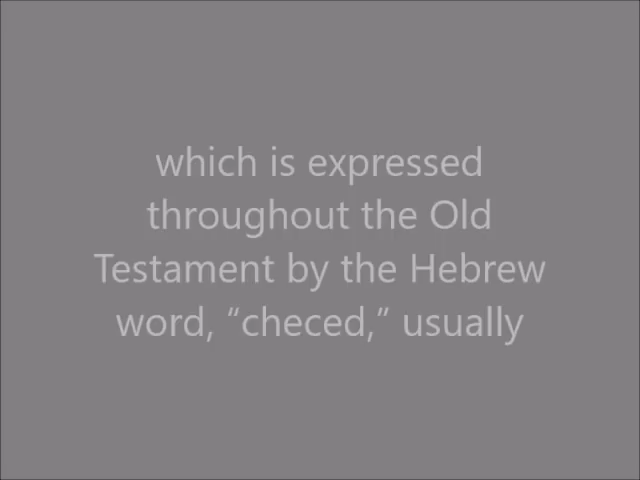 which is expressed
throughout the Old
Testament by the Hebrew
word, “checed,” usually